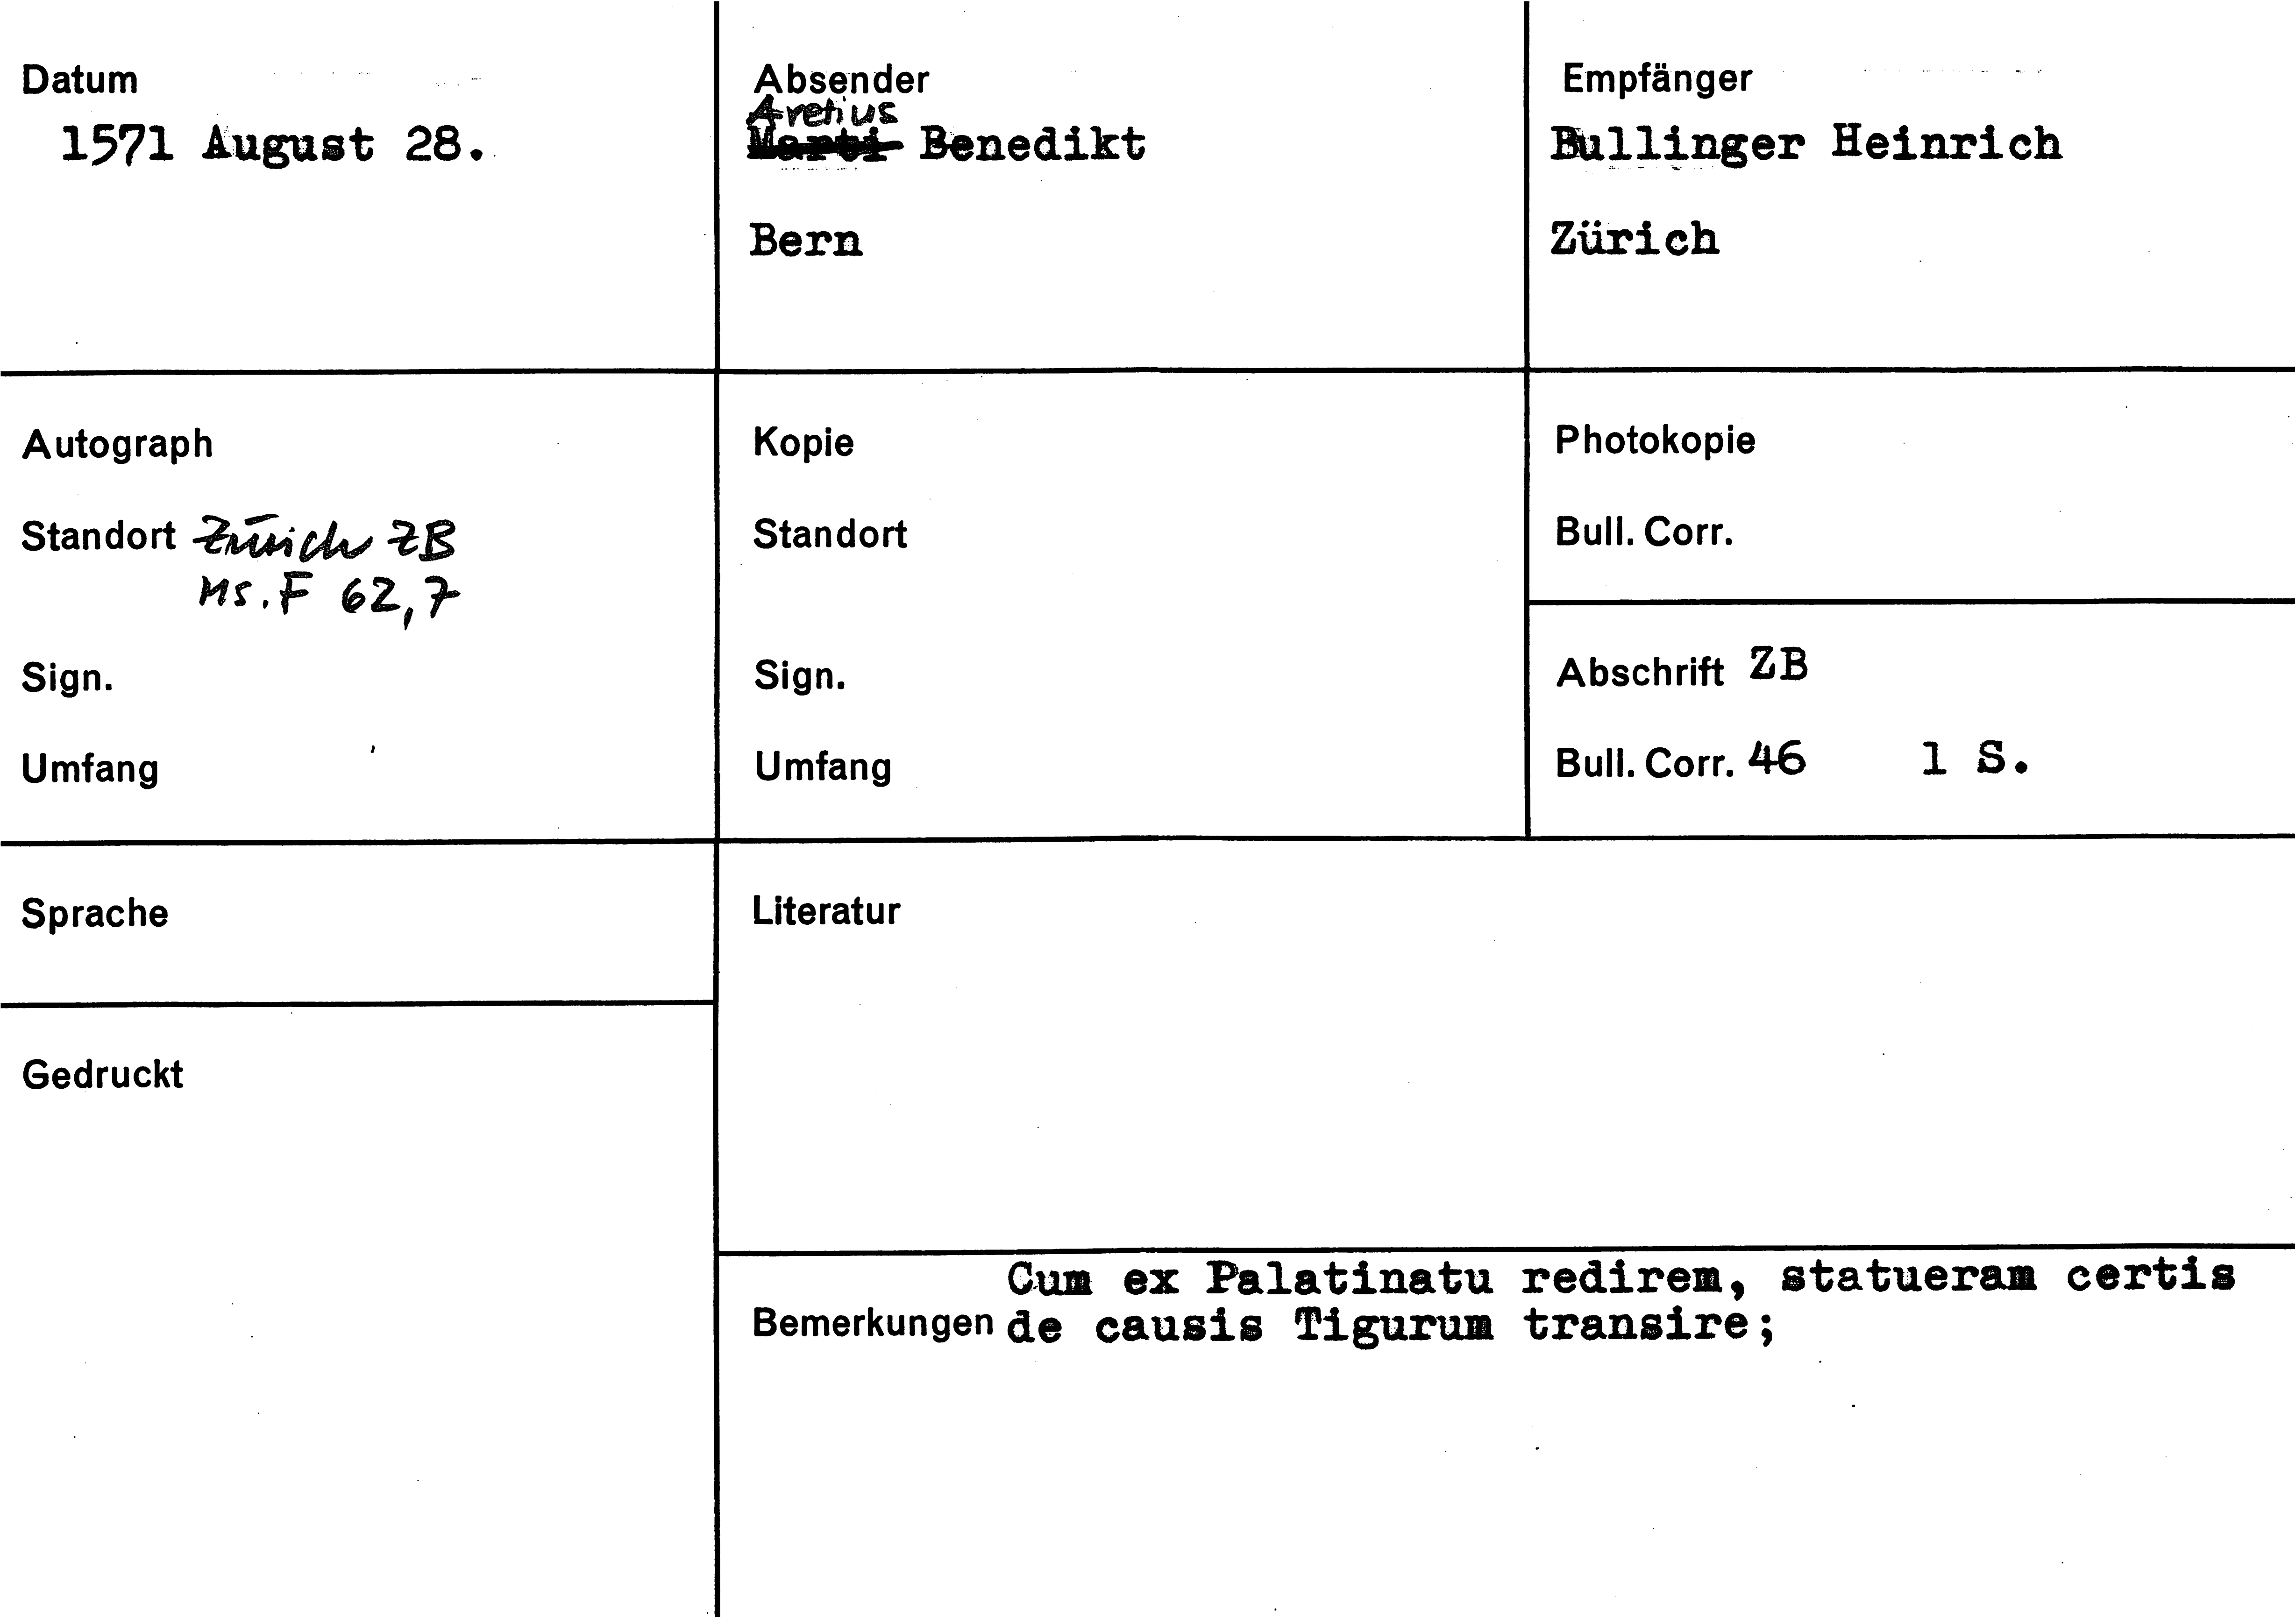 Datum
1571 August 28.
Absender
Aretius
Marti Benedikt
Bern
Empfänger
Bullinger Heinrich
Zürich
Autograph
Standort Zürich ZB
Ms. F 62,7
Sign.
Umfang
Kopie
Standort
Sign.
Umfang
Photokopie
Bull. Corr.
Abschrift ZB
Bull. Corr. 46 1 S.
Sprache
Gedruckt
Literatur
Cum ex Palatinatu redirem, statueram certis
Bemerkungen de causis Tigurum transire;